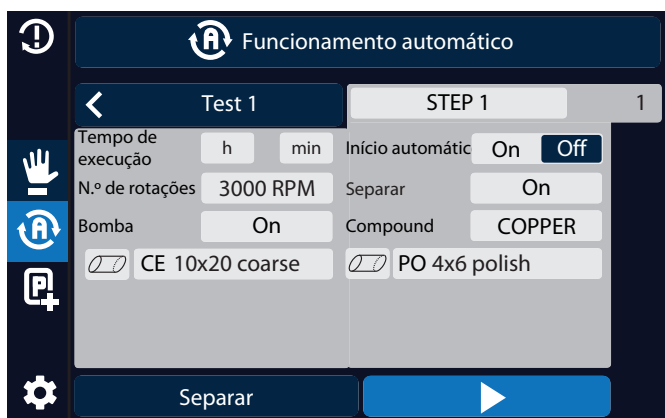 Funcionamento automático
Test 1
STEP 1
1
Tempo de
execução
h
min
Início automátic
On
Off
N.º de rotações
3000 RPM
Separar
On
Bomba
On
Compound
COPPER
CE 10x20 coarse
PO 4x6 polish
Separar